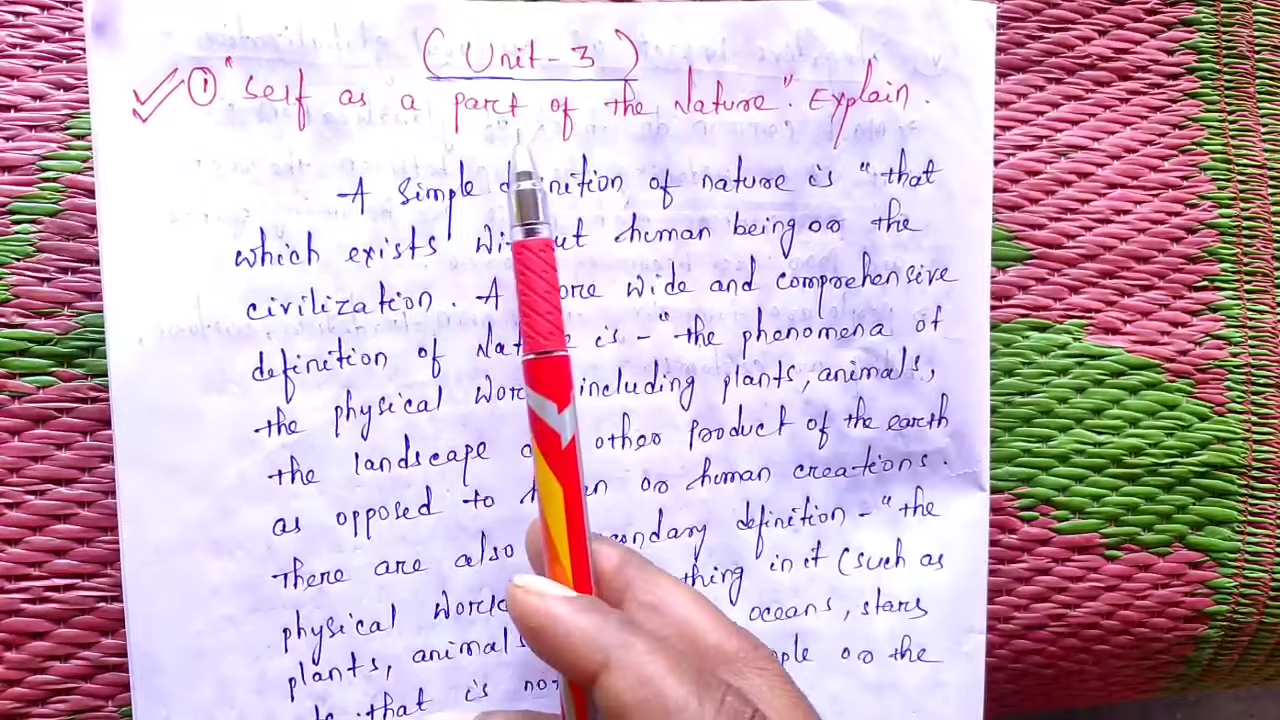 (Unit-3)
① "Self as a part of the Nature". Explain.
A simple definition of nature is "that
which exists without human being or the
civilization. A more wide and comprehensive
definition of Nature is - "the phenomena of
the physical world including plants, animals,
the landscape other product of the earth
as opposed to human or human creations.
There are also secondary definition - "the
physical world thing in it (such as
plants, animals oceans, stars
that is not people or the